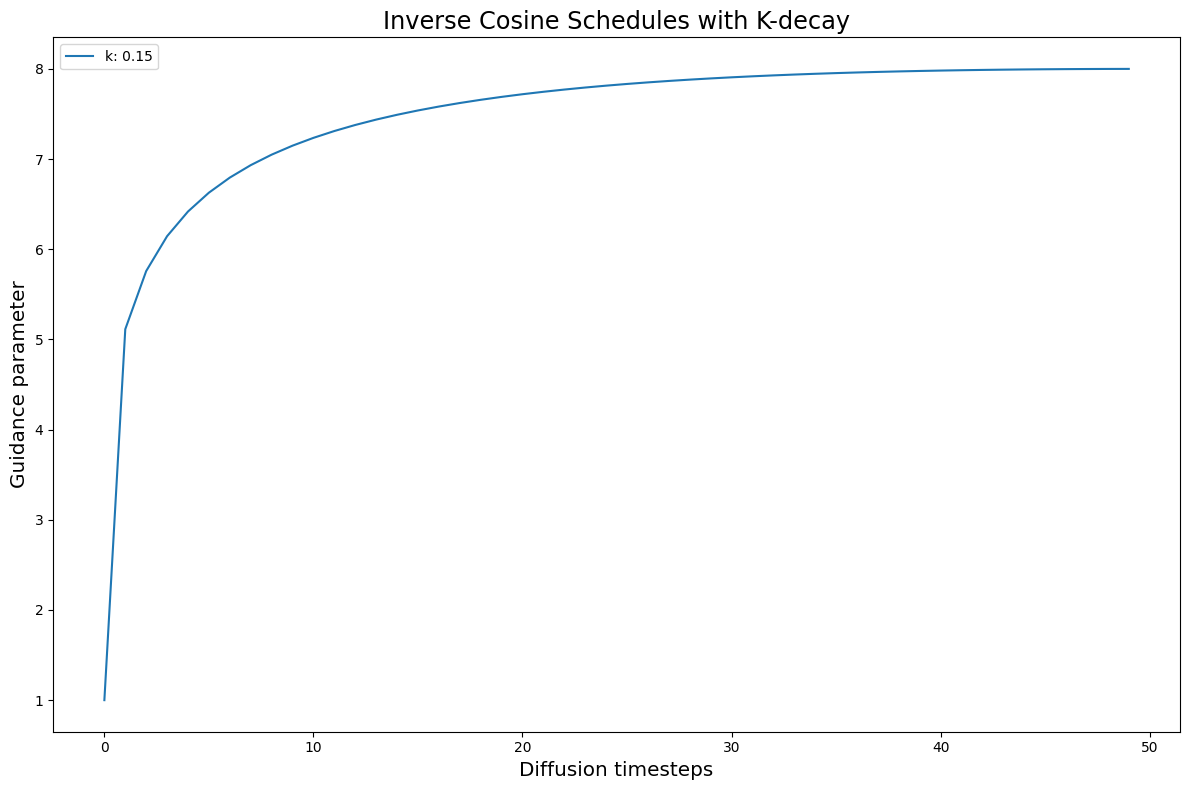 Inverse Cosine Schedules with K-decay
k: 0.15
8
7
6
5
4
3
2
1
Guidance parameter
0 10 20 30 40 50
Diffusion timesteps